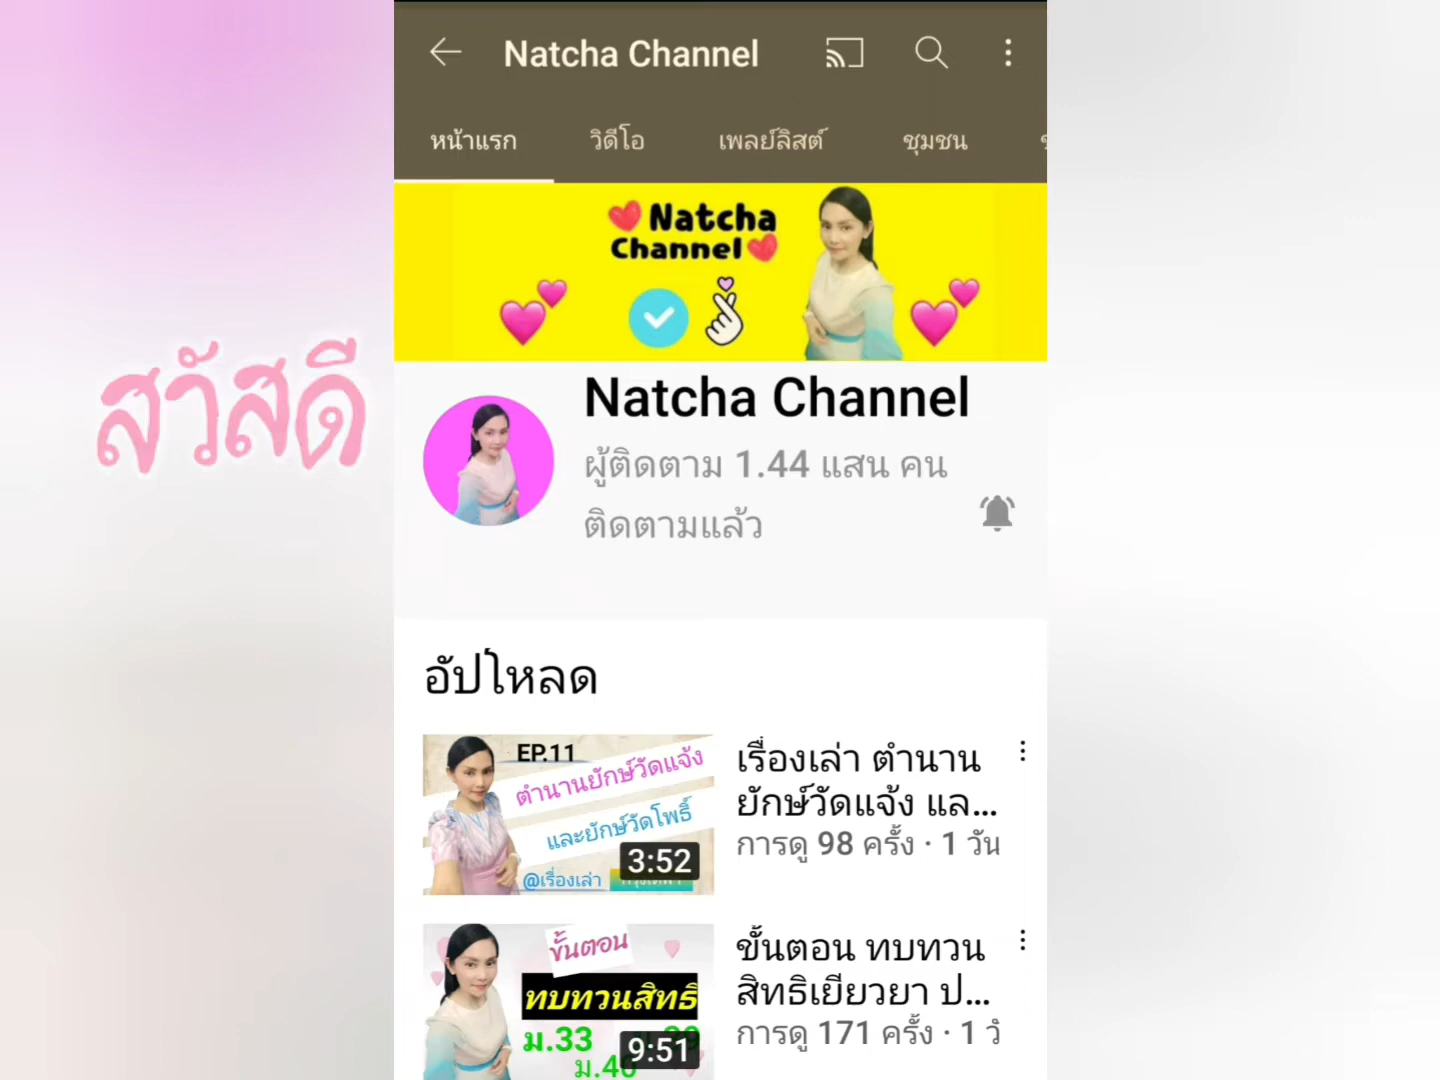 Natcha Channel
หน้าแรก วิดีโอ เพลย์ลิสต์ ชุมชน
Natcha
Channel
สวัสดี
Natcha Channel
ผู้ติดตาม 1.44 แสน คน
ติดตามแล้ว
อัปโหลด
EP.11
ตำนานยักษ์วัดแจ้ง
และยักษ์วัดโพธิ์
3:52
@เรื่องเล่า
เรื่องเล่า ตำนาน
ยักษ์วัดแจ้ง แล...
การดู 98 ครั้ง · 1 วัน
ขั้นตอน
ทบทวนสิทธิ
ม.33
ม.40
9:51
ขั้นตอน ทบทวน
สิทธิเยียวยา ป...
การดู 171 ครั้ง · 1 วั